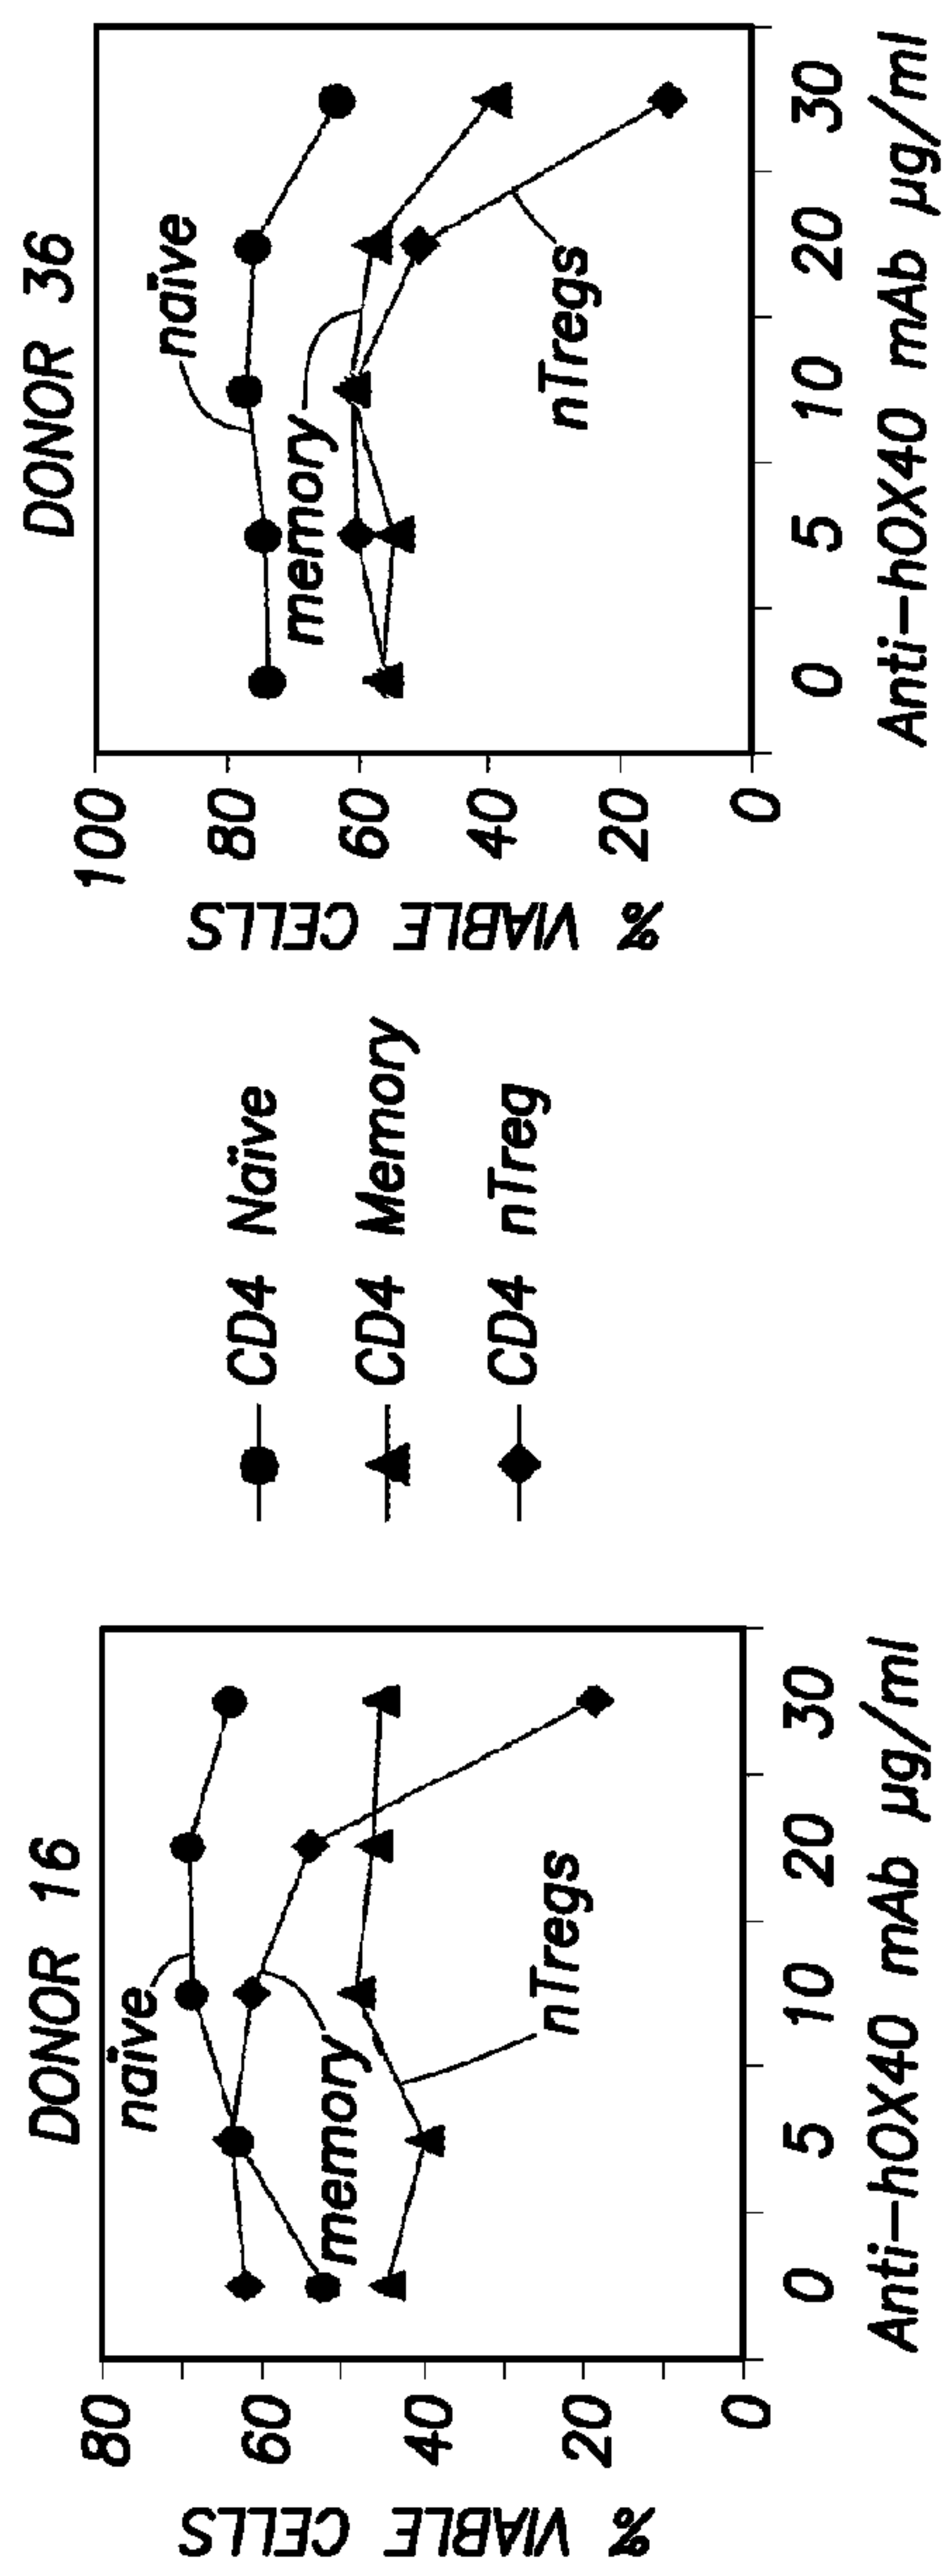 DONOR 16
% VIABLE CELLS
80
60
40
20
0
naïve
memory
nTregs
0 5 10 20 30
Anti-hOX40 mAb µg/ml
CD4 Naïve
CD4 Memory
CD4 nTreg
DONOR 36
% VIABLE CELLS
100
80
60
40
20
0
naïve
memory
nTregs
0 5 10 20 30
Anti-hOX40 mAb µg/ml